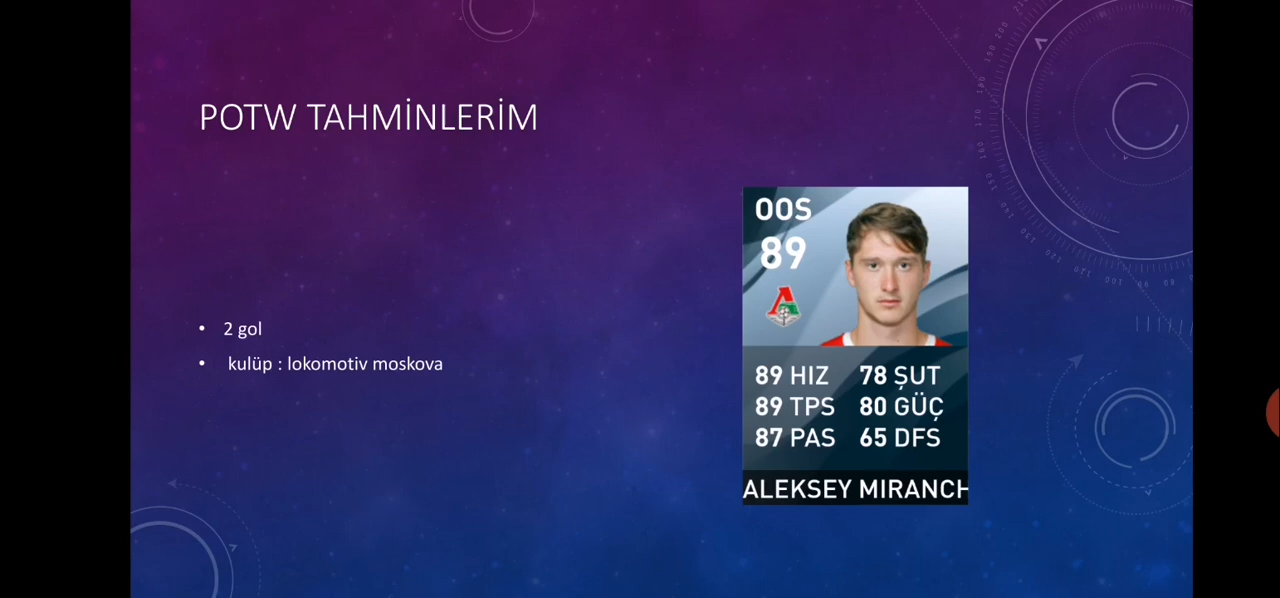 POTW TAHMİNLERİM
• 2 gol
• kulüp : lokomotiv moskova
OOS
89
89 HIZ 78 ŞUT
89 TPS 80 GÜÇ
87 PAS 65 DFS
ALEKSEY MIRANCH